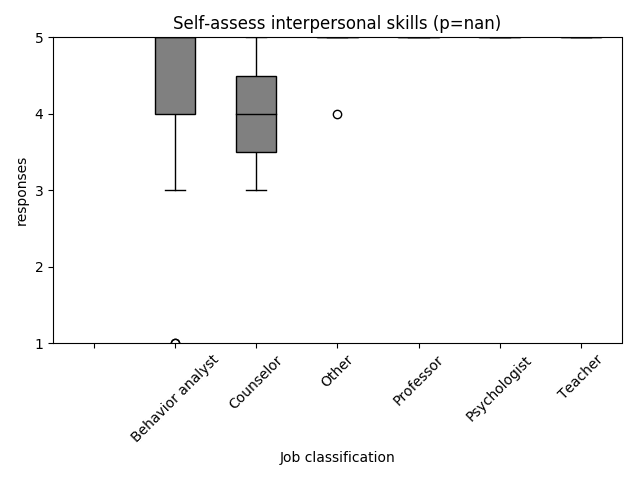 Self-assess interpersonal skills (p=nan)
5
4
3
2
1
responses
Behavior analyst
Counselor
Other
Professor
Psychologist
Teacher
Job classification